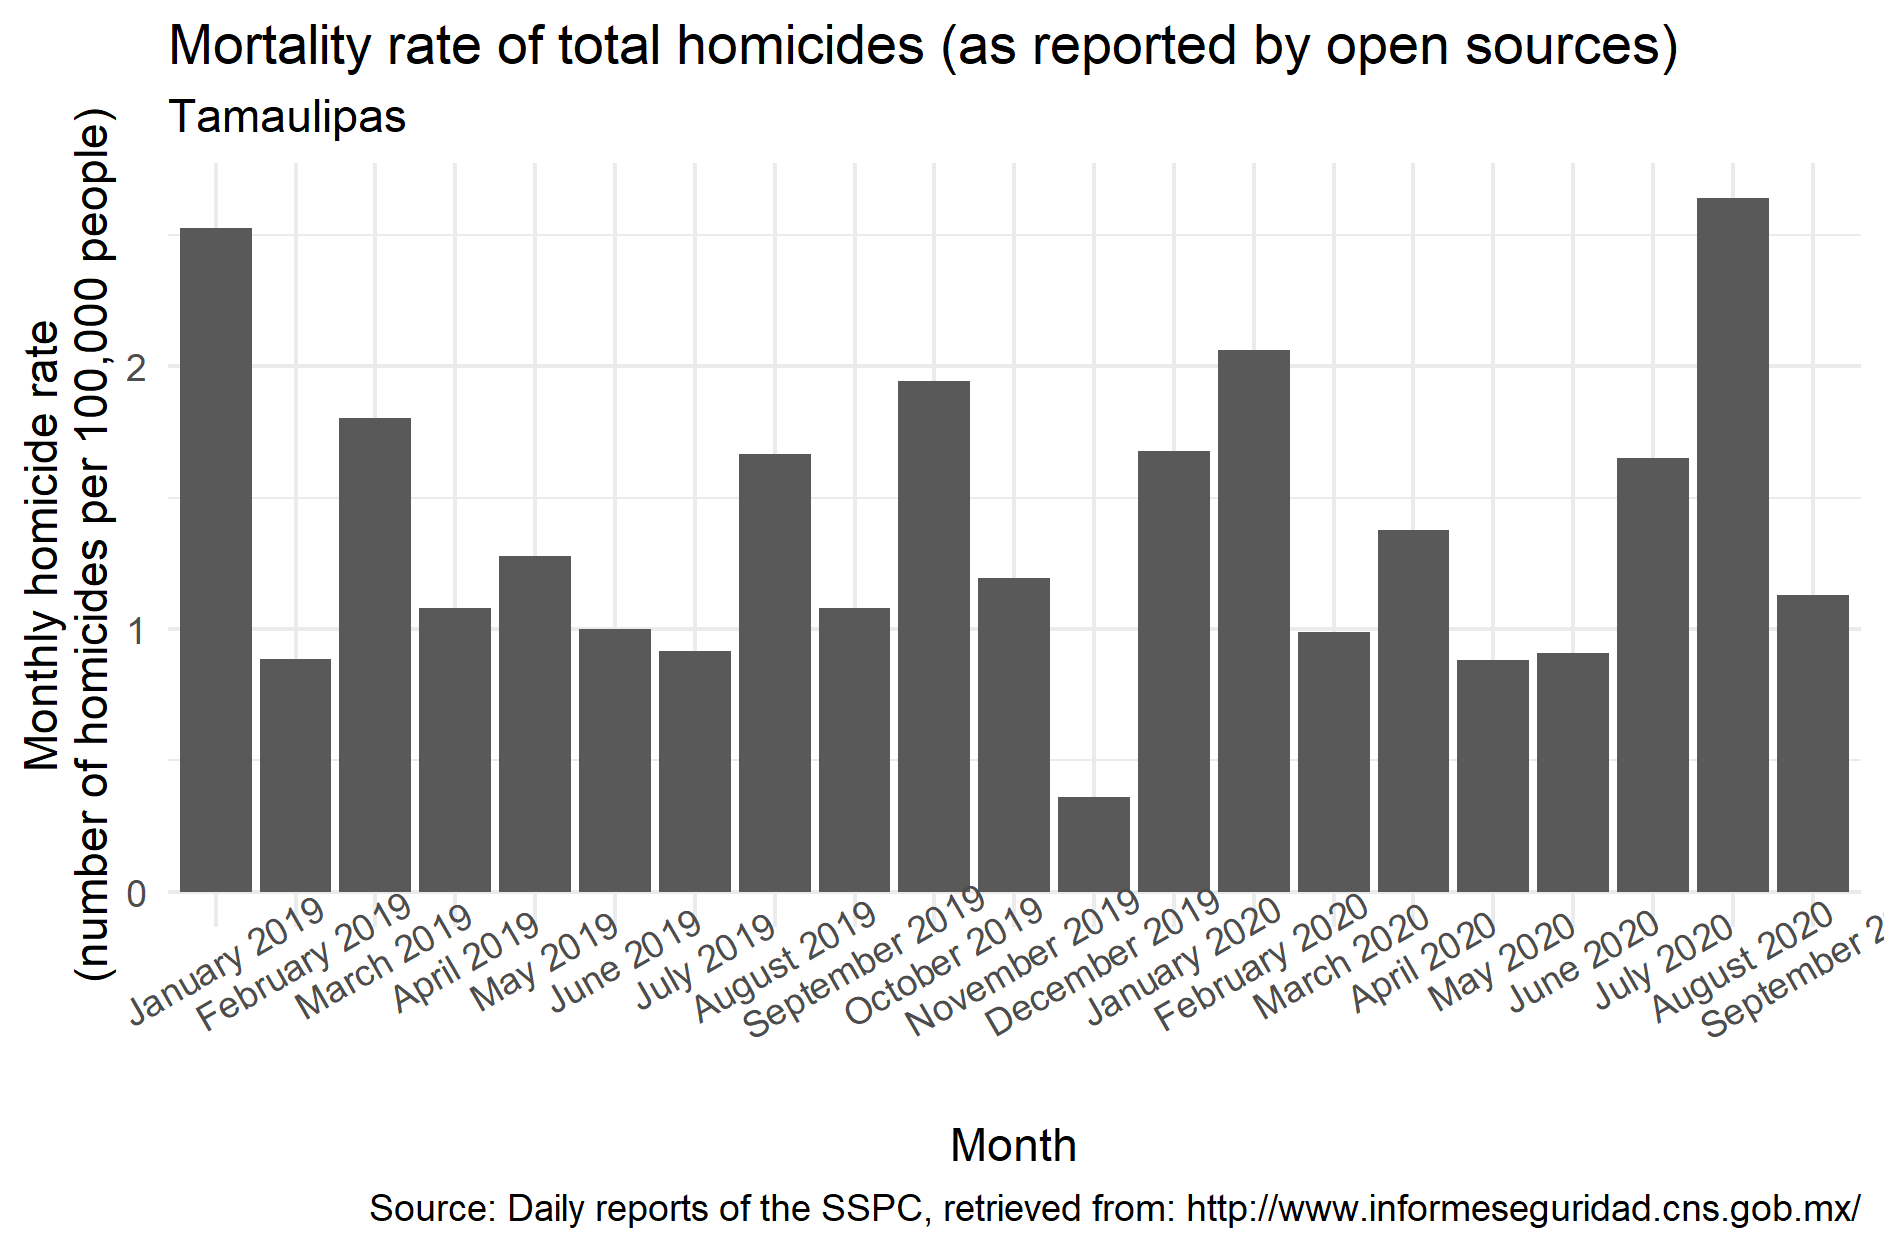 Mortality rate of total homicides (as reported by open sources)
Tamaulipas
Monthly homicide rate
(number of homicides per 100,000 people)
2
1
0
January 2019
February 2019
March 2019
April 2019
May 2019
June 2019
July 2019
August 2019
September 2019
October 2019
November 2019
December 2019
January 2020
February 2020
March 2020
April 2020
May 2020
June 2020
July 2020
August 2020
September 2
Month
Source: Daily reports of the SSPC, retrieved from: http://www.informeseguridad.cns.gob.mx/